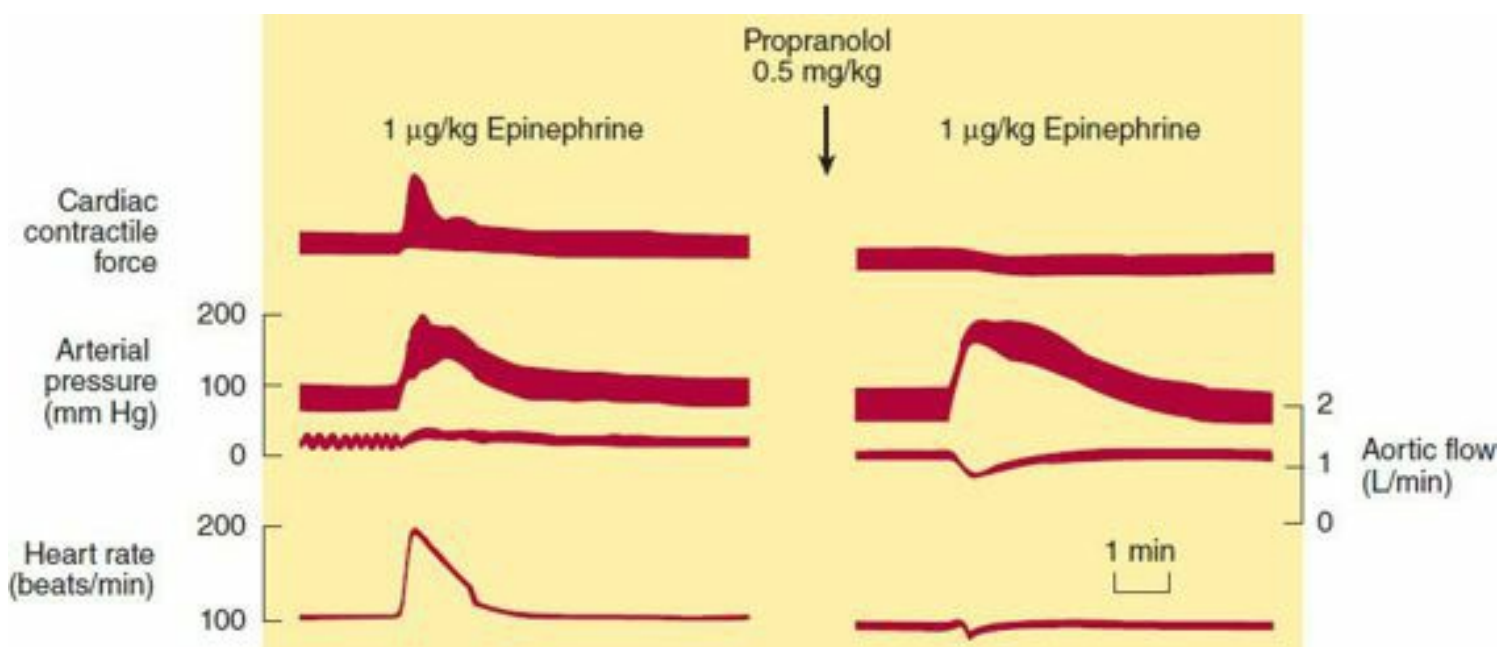 Propranolol
0.5 mg/kg
1 µg/kg Epinephrine
1 µg/kg Epinephrine
Cardiac
contractile
force
200
Arterial
pressure
(mm Hg)
100
0
2
1
0
Aortic flow
(L/min)
200
Heart rate
(beats/min)
100
1 min